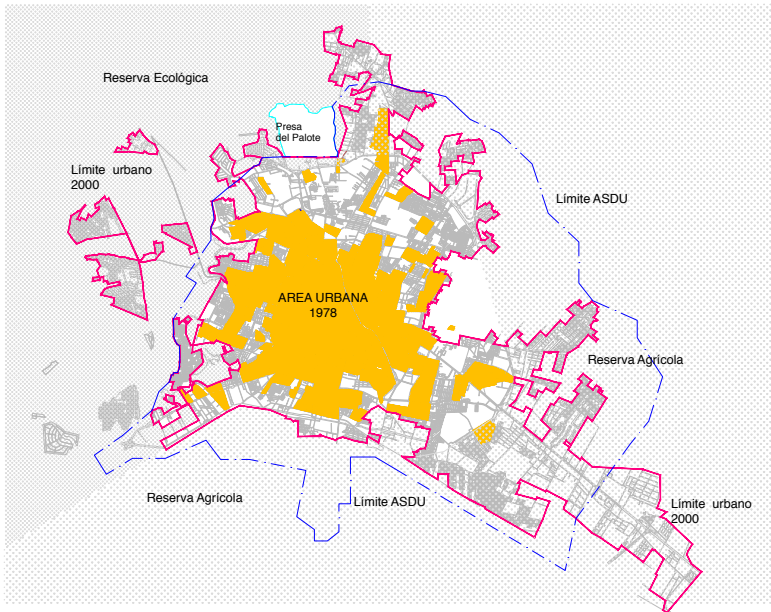 Reserva Ecológica
Presa
del Palote
Límite urbano
2000
Límite ASDU
AREA URBANA
1978
Reserva Agrícola
Reserva Agrícola
Límite ASDU
Límite urbano
2000